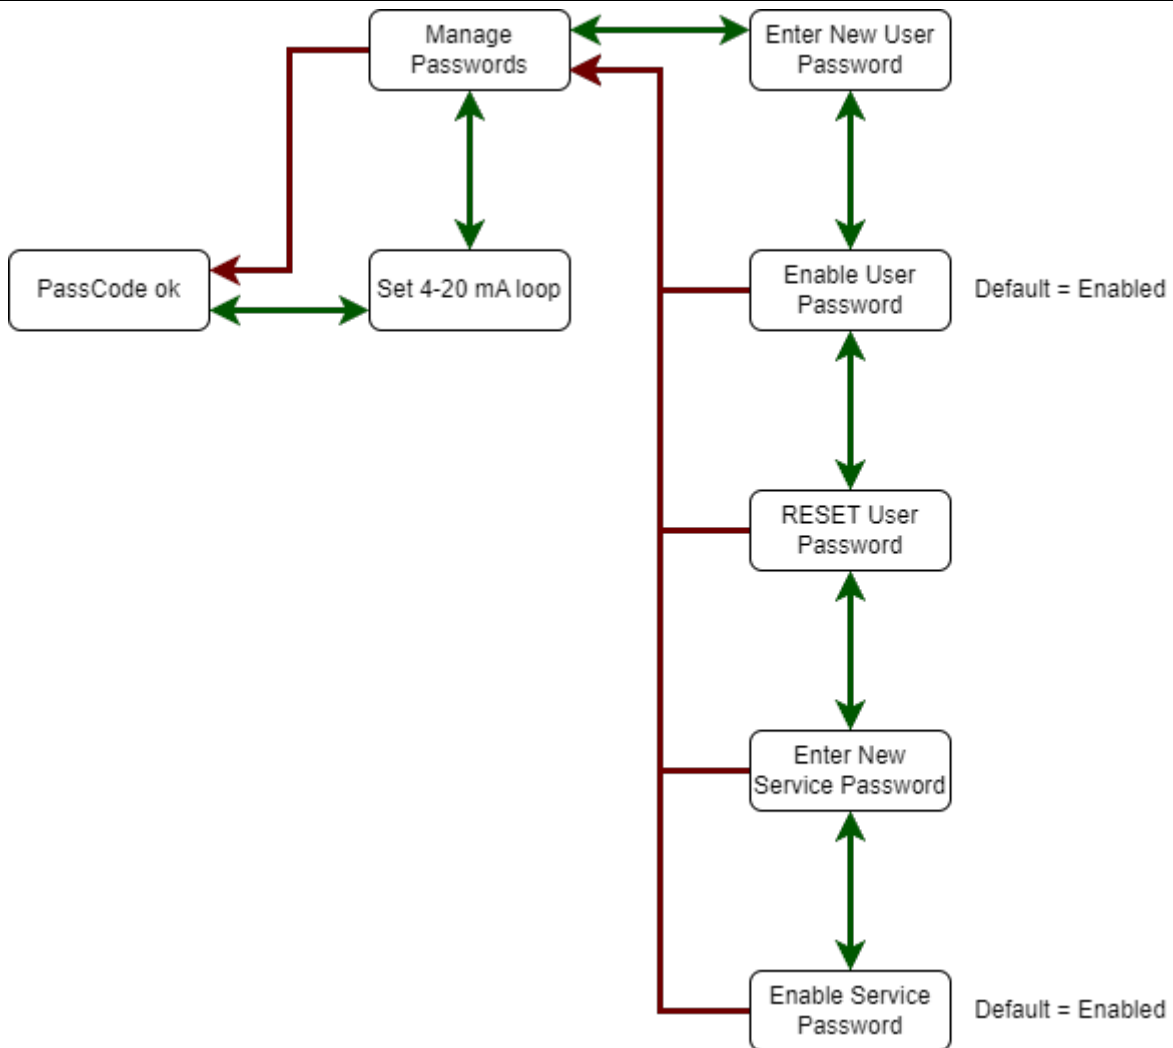 Manage
Passwords
Enter New User
Password
PassCode ok
Set 4-20 mA loop
Enable User
Password
Default = Enabled
RESET User
Password
Enter New
Service Password
Enable Service
Password
Default = Enabled